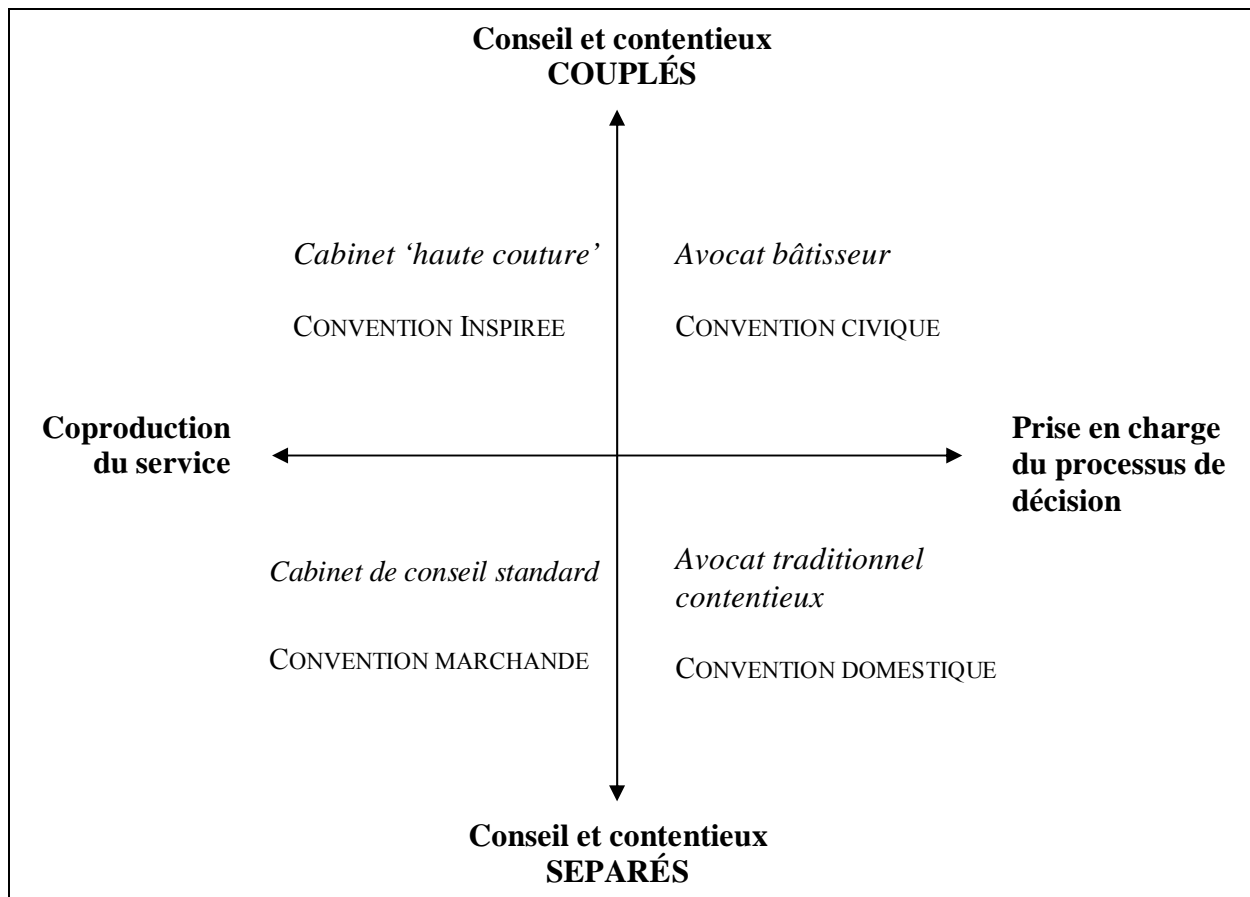 Conseil et contentieux
COUPLÉS
Cabinet ‘haute couture’
CONVENTION INSPIREE
Avocat bâtisseur
CONVENTION CIVIQUE
Coproduction
du service
Prise en charge
du processus de
décision
Cabinet de conseil standard
CONVENTION MARCHANDE
Avocat traditionnel
contentieux
CONVENTION DOMESTIQUE
Conseil et contentieux
SEPARÉS